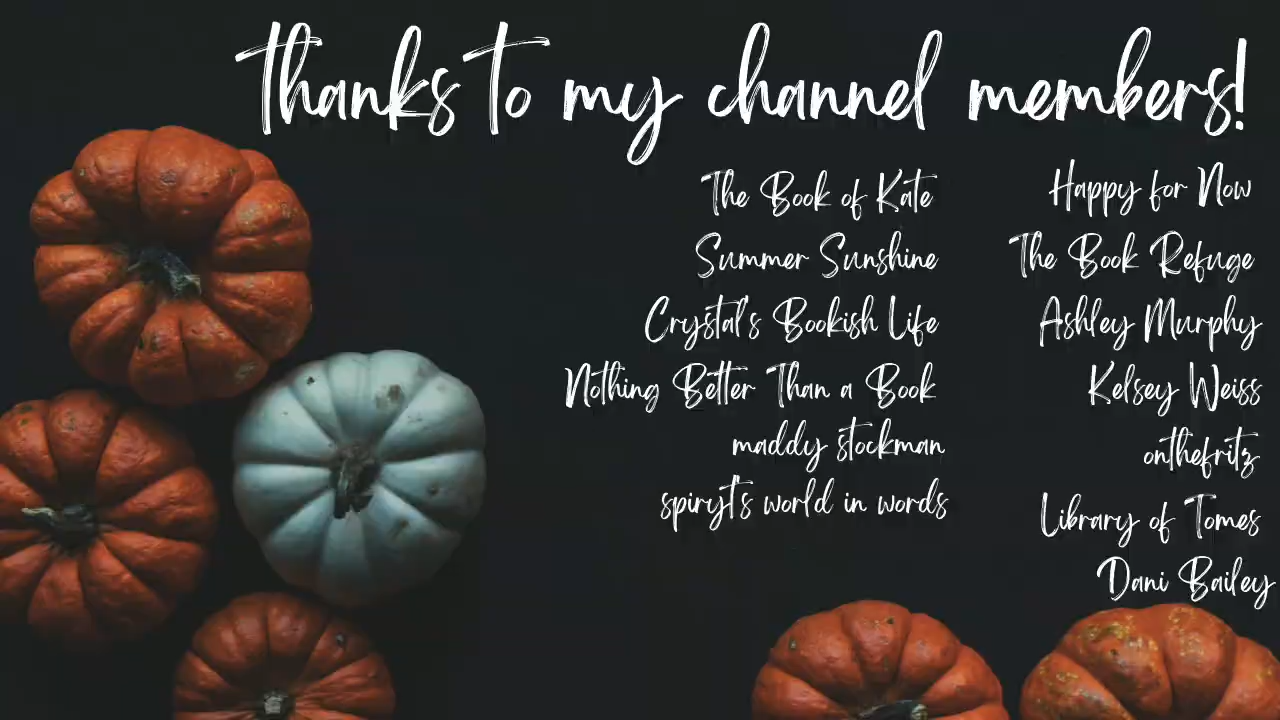 thanks to my channel members!
The Book of Kate
Summer Sunshine
Crystal's Bookish Life
Nothing Better Than a Book
maddy stockman
spiryt's world in words
Happy for Now
The Book Refuge
Ashley Murphy
Kelsey Weiss
onthefritz
Library of Tomes
Dani Bailey